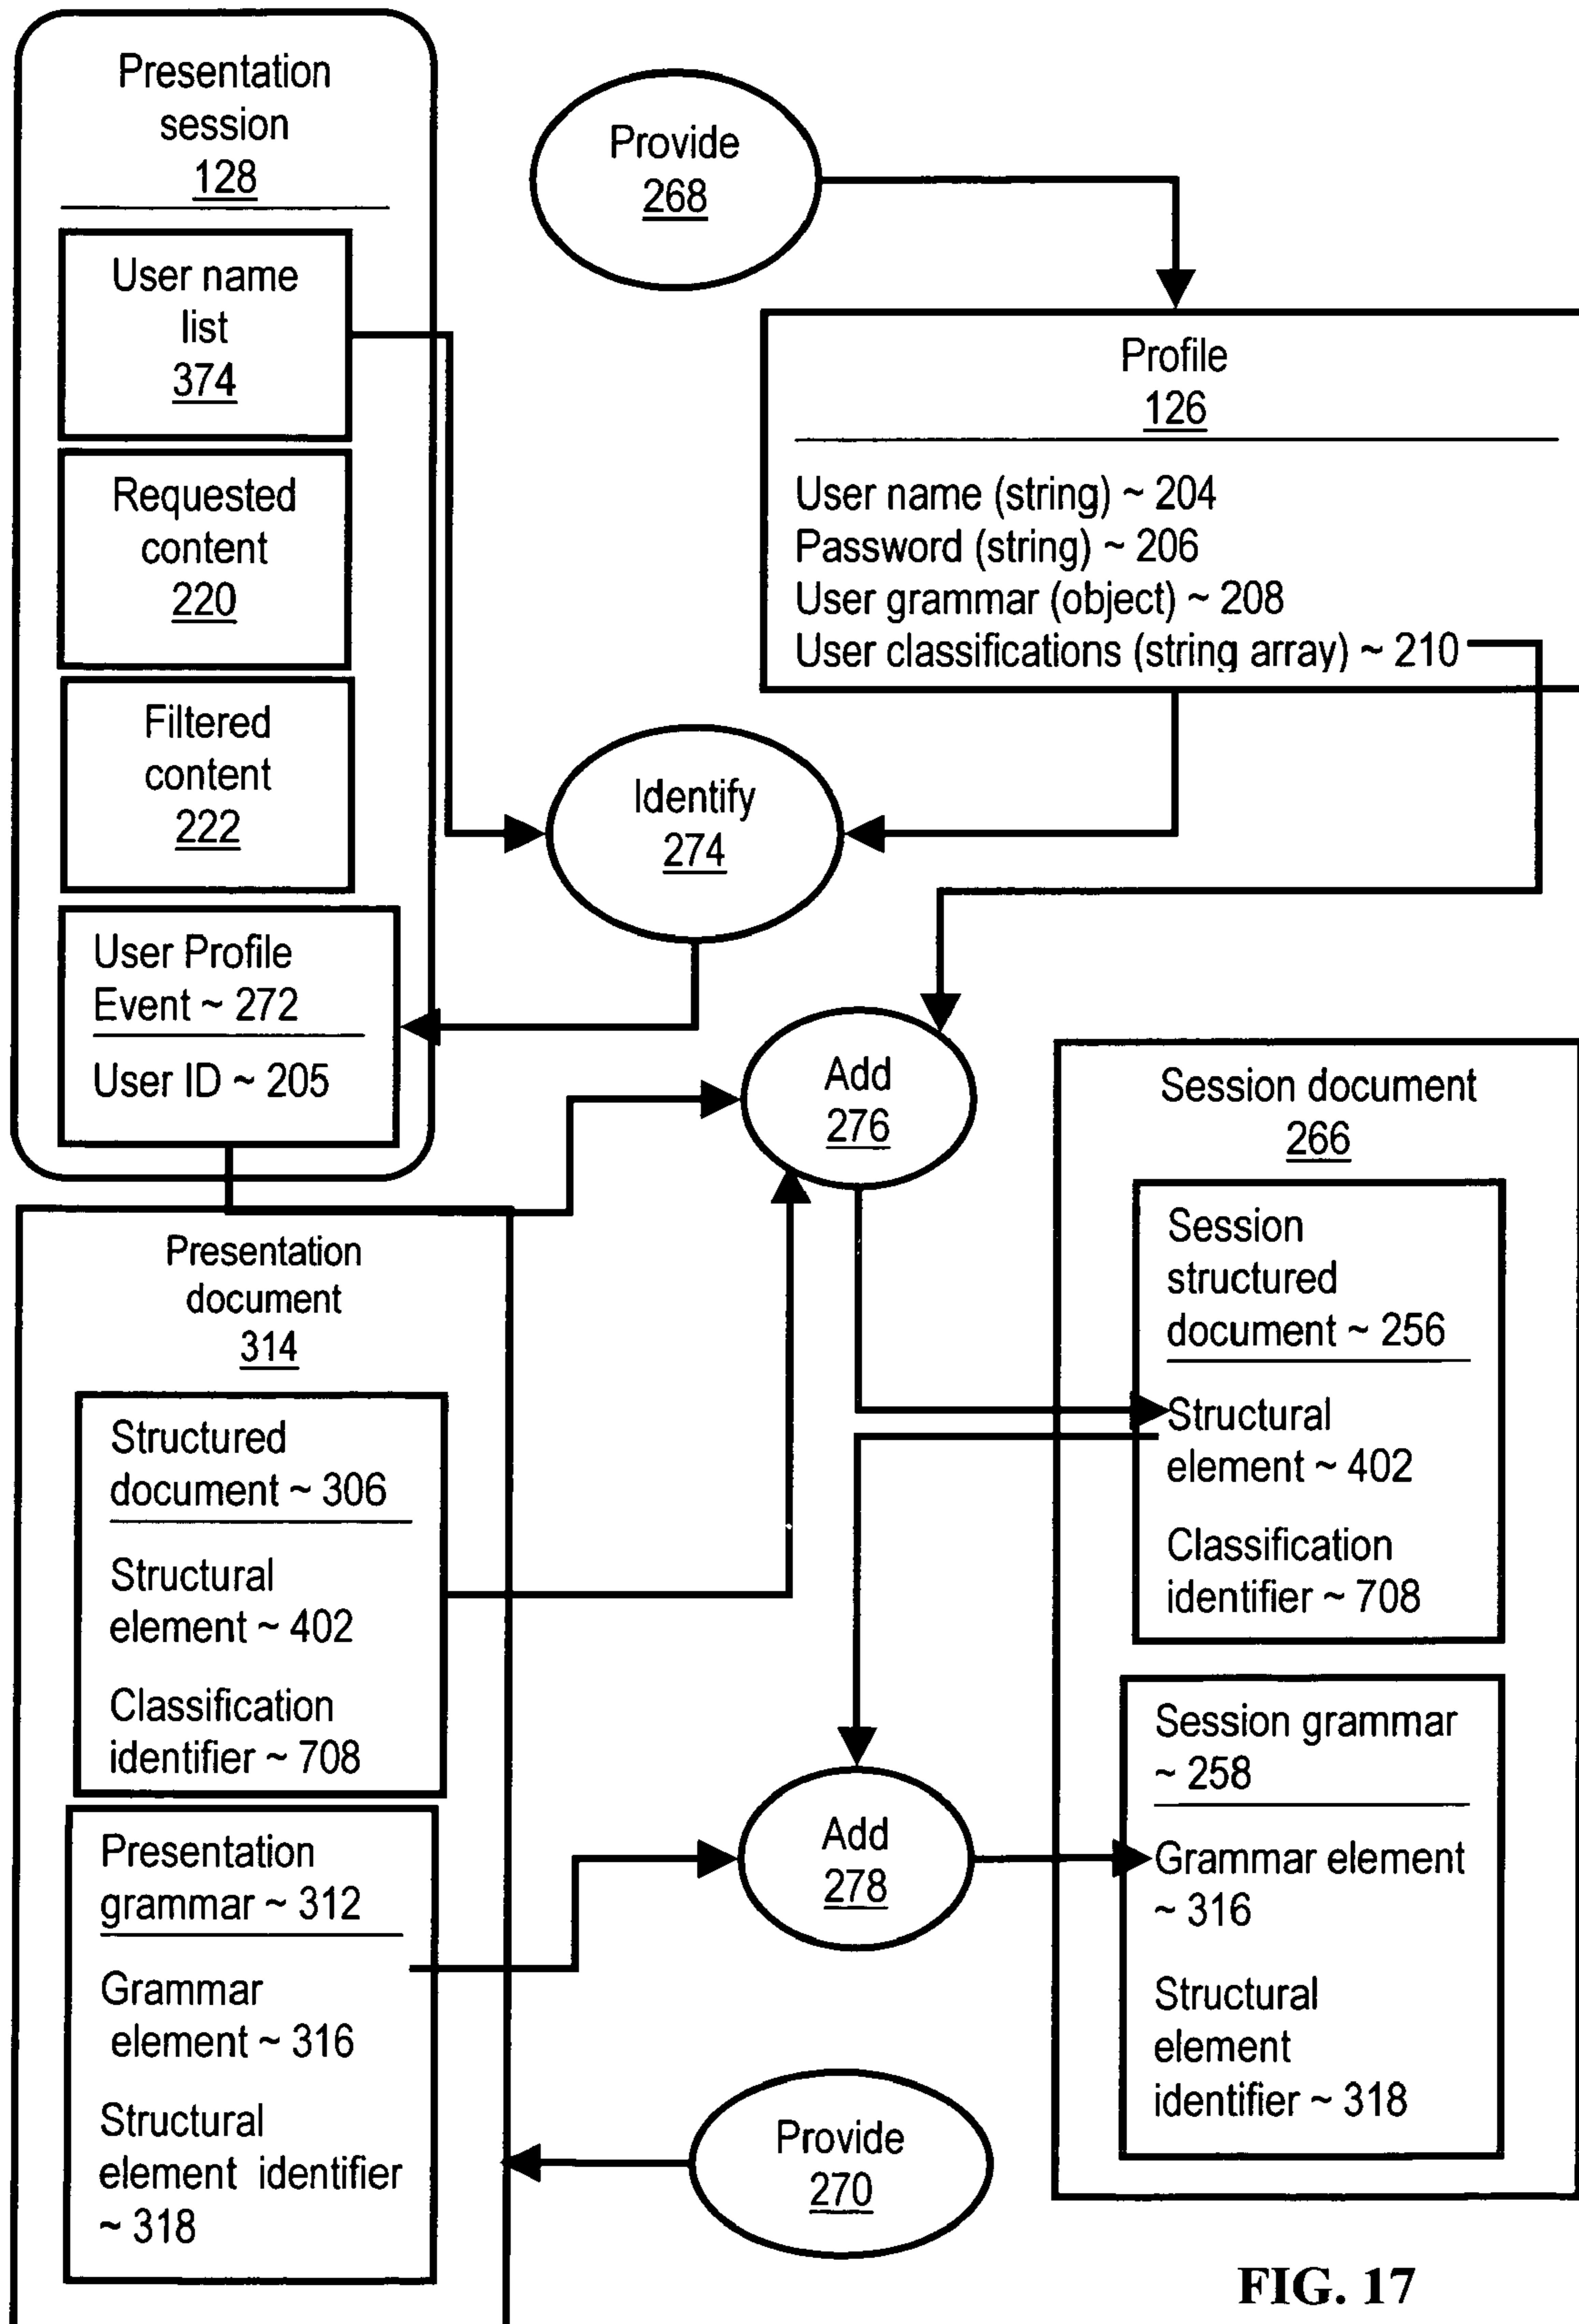 Presentation
session
128
User name
list
374
Requested
content
220
Filtered
content
222
User Profile
Event ~ 272
User ID ~ 205
Provide
268
Profile
126
User name (string) ~ 204
Password (string) ~ 206
User grammar (object) ~ 208
User classifications (string array) ~ 210
Identify
274
Add
276
Presentation
document
314
Structured
document ~ 306
Structural
element ~ 402
Classification
identifier ~ 708
Presentation
grammar ~ 312
Grammar
element ~ 316
Structural
element identifier
~ 318
Add
278
Provide
270
Session document
266
Session
structured
document ~ 256
Structural
element ~ 402
Classification
identifier ~ 708
Session grammar
~ 258
Grammar element
~ 316
Structural
element
identifier ~ 318
FIG. 17